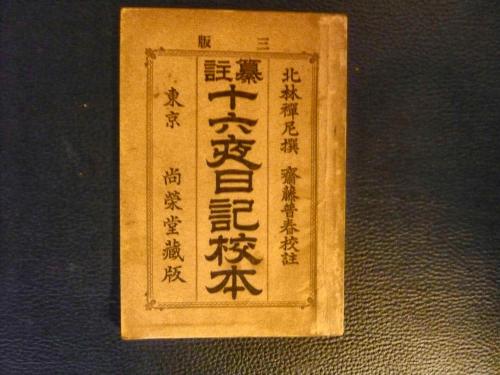 三版
北林禪尼撰 齋藤普春校註
纂註
十六夜日記校本
東京 尚榮堂藏版